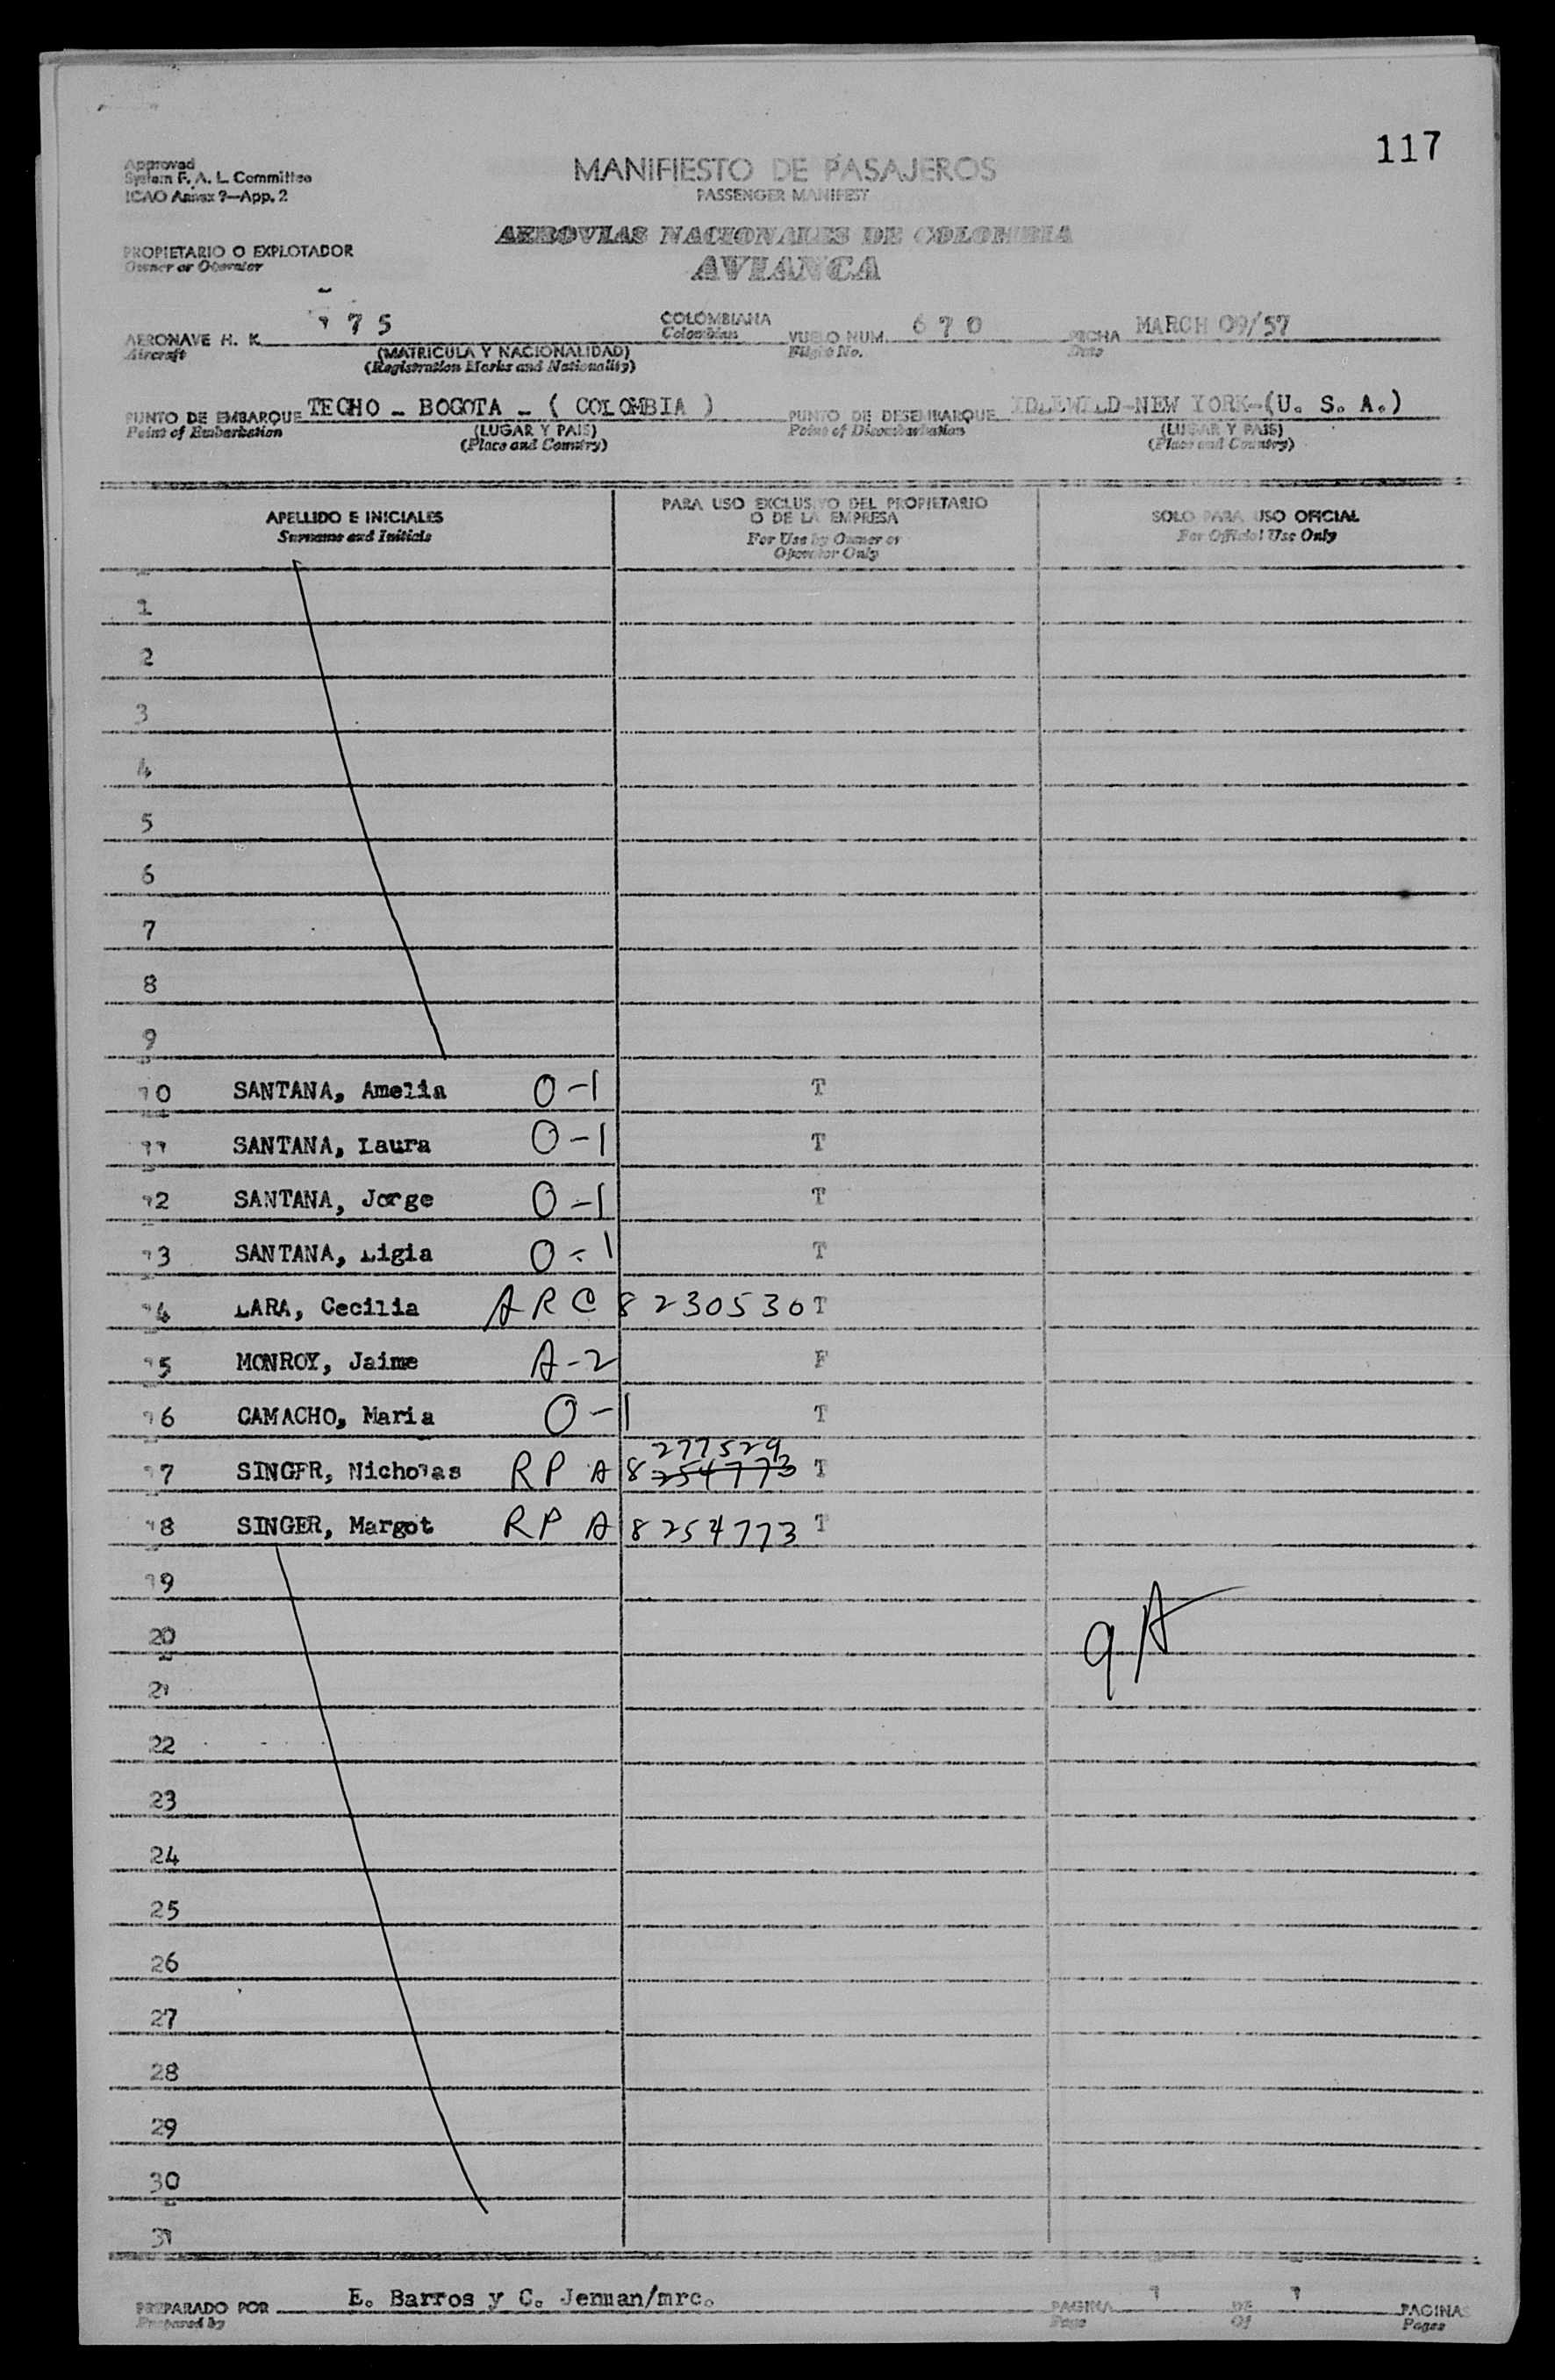 117
Approved
System F. A. L. Committee
ICAO Annex 9—App. 2
MANIFIESTO DE PASAJEROS
PASSENGER MANIFEST
AEROVIAS NACIONALES DE COLOMBIA
AVIANCA
PROPIETARIO O EXPLOTADOR
Owner or Operator
AERONAVE H. K. 175 COLOMBIANA VUELO NUM. 670 FECHA MARCH 09/57
Aircraft (MATRICULA Y NACIONALIDAD) Colombian Flight No. Date
(Registration Marks and Nationality)
PUNTO DE EMBARQUE TECHO - BOGOTA - ( COLOMBIA ) PUNTO DE DESEMBARQUE IDLEWILD-NEW YORK-(U. S. A.)
Point of Embarkation (LUGAR Y PAIS) Point of Disembarkation (LUGAR Y PAIS)
(Place and Country) (Place and Country)
APELLIDO E INICIALES
Surname and Initials
PARA USO EXCLUSIVO DEL PROPIETARIO
O DE LA EMPRESA
For Use by Owner or
Operator Only
SOLO PARA USO OFICIAL
For Official Use Only
1
2
3
4
5
6
7
8
9
10 SANTANA, Amelia O-1 T
11 SANTANA, Laura O-1 T
12 SANTANA, Jorge O-1 T
13 SANTANA, Ligia O-1 T
14 LARA, Cecilia ARC 8230530 T
15 MONROY, Jaime A-2 F
16 CAMACHO, Maria O-1 T
277529
17 SINGER, Nicholas RPA 8 254773 T
18 SINGER, Margot RPA 8254773 T
19
20 9A
21
22
23
24
25
26
27
28
29
30
31
PREPARADO POR E. Barros y C. Jenman/mrc. PAGINA 1 DE 1 PAGINAS
Prepared by Page Of Pages